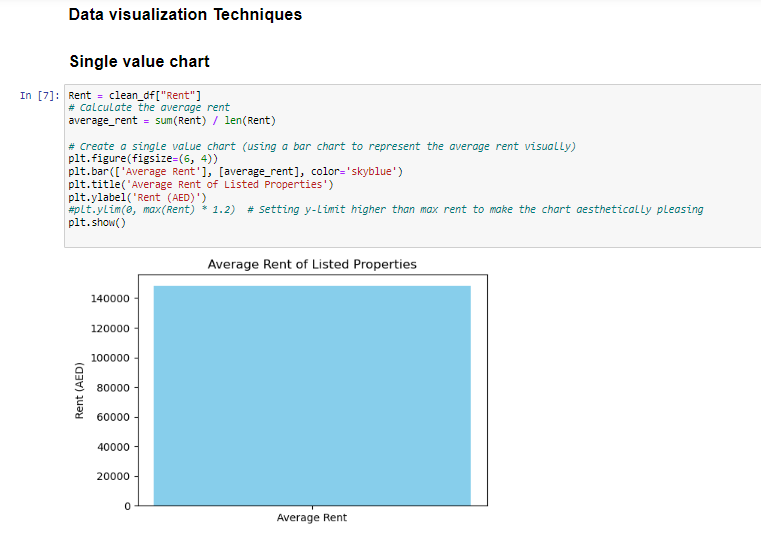 Data visualization Techniques
Single value chart
In [7]: Rent = clean_df["Rent"]
# Calculate the average rent
average_rent = sum(Rent) / len(Rent)
# Create a single value chart (using a bar chart to represent the average rent visually)
plt.figure(figsize=(6, 4))
plt.bar(['Average Rent'], [average_rent], color='skyblue')
plt.title('Average Rent of Listed Properties')
plt.ylabel('Rent (AED)')
#plt.ylim(0, max(Rent) * 1.2)  # Setting y-limit higher than max rent to make the chart aesthetically pleasing
plt.show()
Average Rent of Listed Properties
140000
120000
100000
80000
60000
40000
20000
0
Rent (AED)
Average Rent